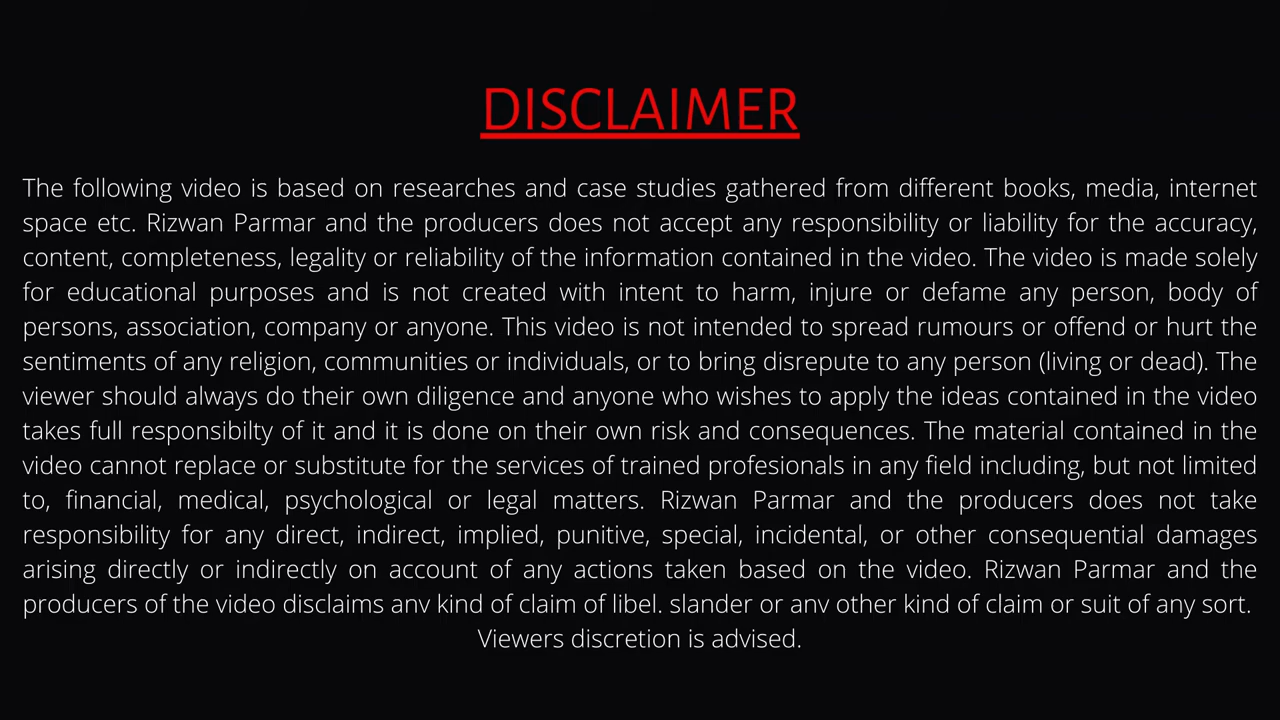 DISCLAIMER
The following video is based on researches and case studies gathered from different books, media, internet
space etc. Rizwan Parmar and the producers does not accept any responsibility or liability for the accuracy,
content, completeness, legality or reliability of the information contained in the video. The video is made solely
for educational purposes and is not created with intent to harm, injure or defame any person, body of
persons, association, company or anyone. This video is not intended to spread rumours or offend or hurt the
sentiments of any religion, communities or individuals, or to bring disrepute to any person (living or dead). The
viewer should always do their own diligence and anyone who wishes to apply the ideas contained in the video
takes full responsibilty of it and it is done on their own risk and consequences. The material contained in the
video cannot replace or substitute for the services of trained profesionals in any field including, but not limited
to, financial, medical, psychological or legal matters. Rizwan Parmar and the producers does not take
responsibility for any direct, indirect, implied, punitive, special, incidental, or other consequential damages
arising directly or indirectly on account of any actions taken based on the video. Rizwan Parmar and the
producers of the video disclaims any kind of claim of libel, slander or any other kind of claim or suit of any sort.
Viewers discretion is advised.